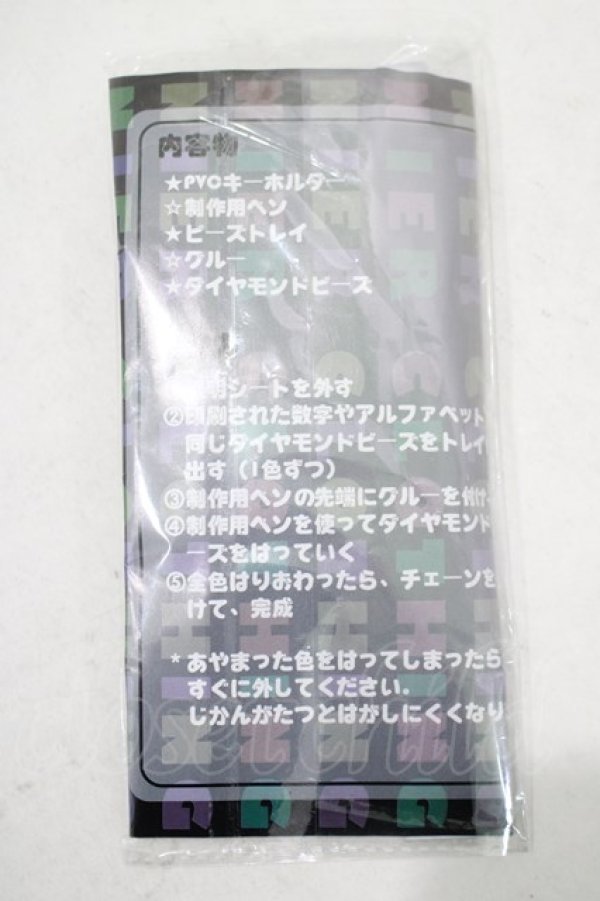 内容物
★PVCキーホルダー
☆制作用ペン
★ビーズトレイ
☆グルー
★ダイヤモンドビーズ
用シートを外す
②印刷された数字やアルファベット
同じダイヤモンドビーズをトレイ
出す（1色ずつ）
③制作用ペンの先端にグルーを付け
④制作用ペンを使ってダイヤモンド
ーズをはっていく
⑤全色はりおわったら、チェーンを
けて、完成
*あやまった色をはってしまったら
すぐに外してください.
じかんがたつとはがしにくくなり